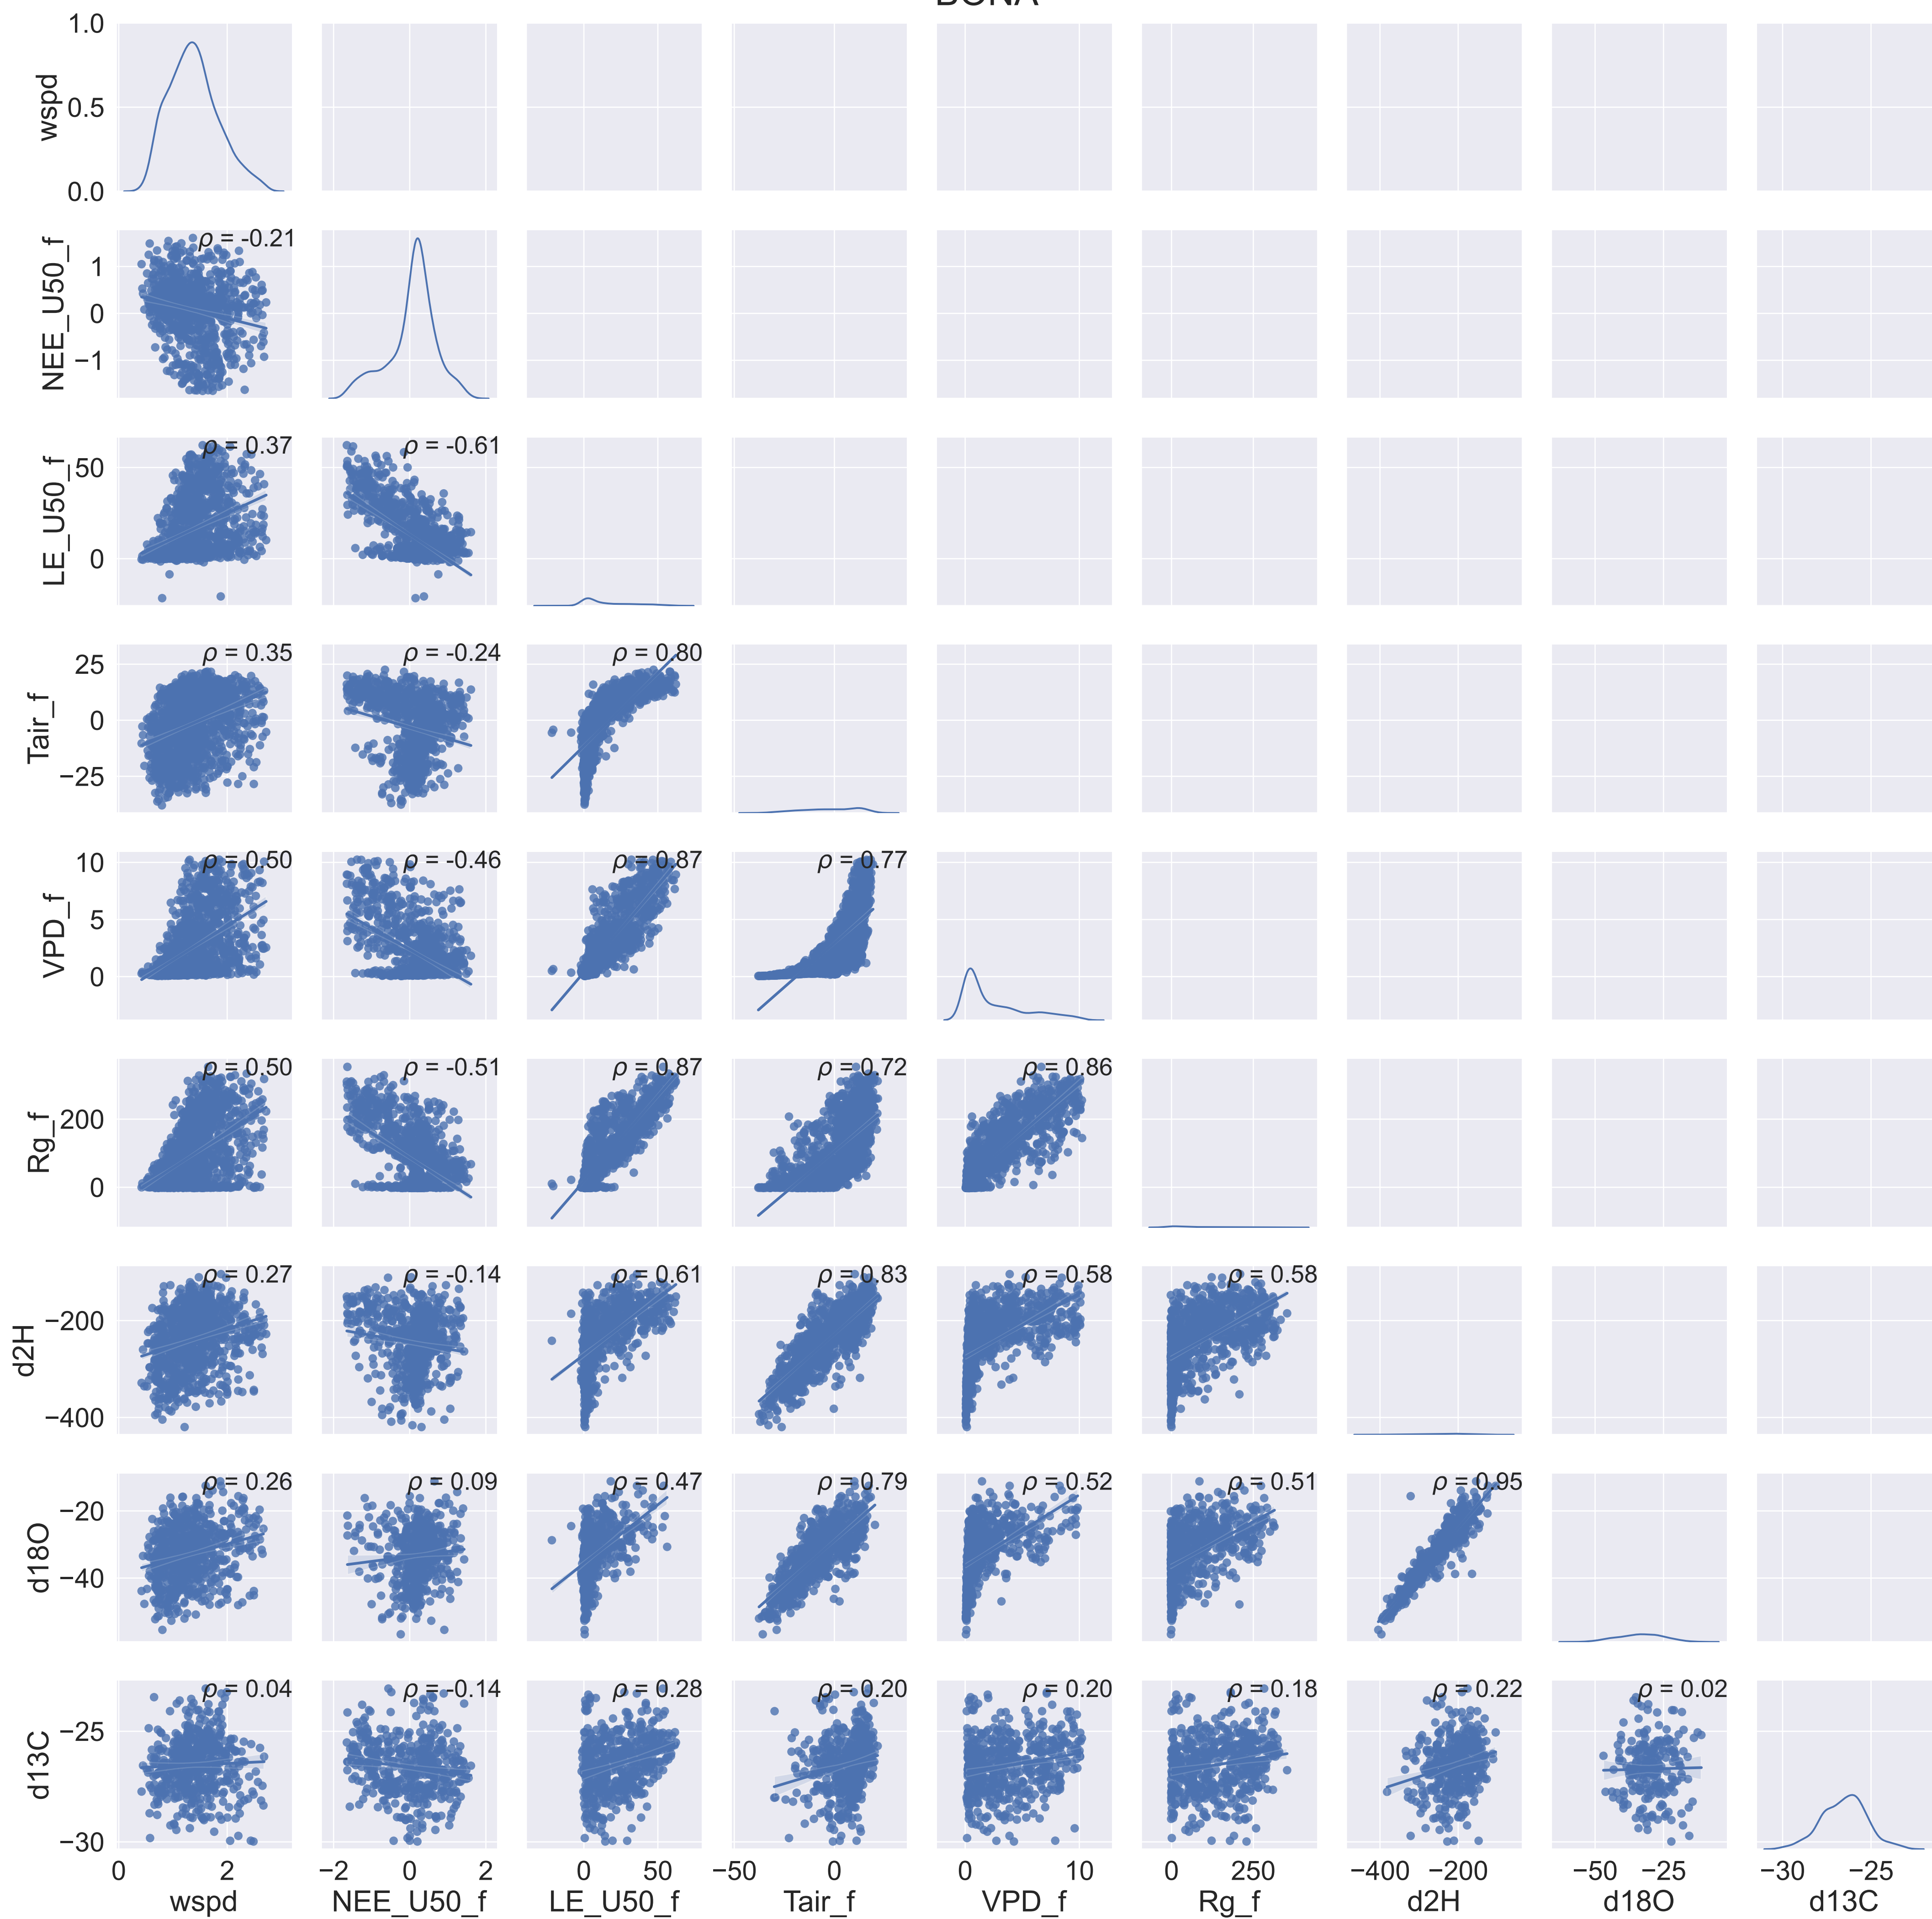 BONA
1.0
0.5
0.0
wspd
ρ = -0.21
1
0
−1
NEE_U50_f
ρ = 0.37
ρ = -0.61
50
0
LE_U50_f
ρ = 0.35
ρ = -0.24
ρ = 0.80
25
0
−25
Tair_f
ρ = 0.50
ρ = -0.46
ρ = 0.87
ρ = 0.77
10
5
0
VPD_f
ρ = 0.50
ρ = -0.51
ρ = 0.87
ρ = 0.72
ρ = 0.86
200
0
Rg_f
ρ = 0.27
ρ = -0.14
ρ = 0.61
ρ = 0.83
ρ = 0.58
ρ = 0.58
−200
−400
d2H
ρ = 0.26
ρ = 0.09
ρ = 0.47
ρ = 0.79
ρ = 0.52
ρ = 0.51
ρ = 0.95
−20
−40
d18O
ρ = 0.04
ρ = -0.14
ρ = 0.28
ρ = 0.20
ρ = 0.20
ρ = 0.18
ρ = 0.22
ρ = 0.02
−25
−30
d13C
0 2 −2 0 2 0 50 −50 0 0 10 0 250 −400 −200 −50 −25 −30 −25
wspd NEE_U50_f LE_U50_f Tair_f VPD_f Rg_f d2H d18O d13C